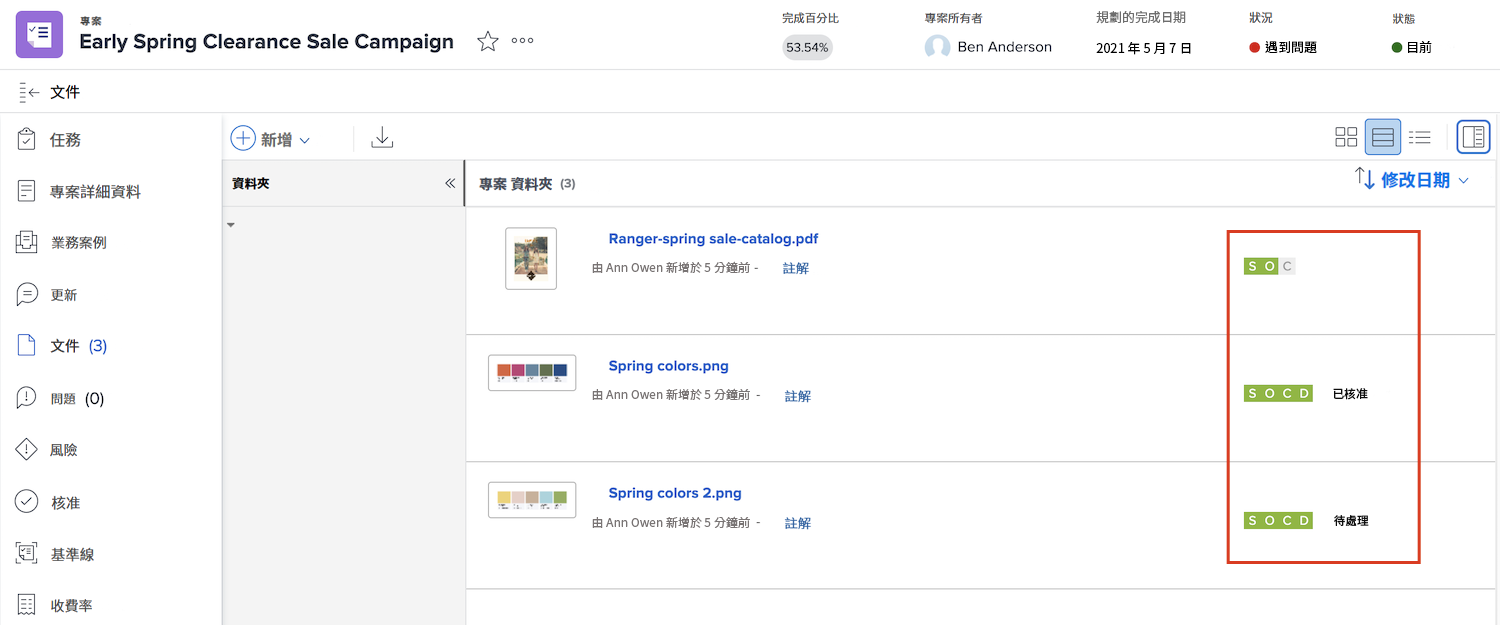 專案
Early Spring Clearance Sale Campaign
完成百分比
53.54%
專案所有者
Ben Anderson
規劃的完成日期
2021 年 5 月 7 日
狀況
遇到問題
狀態
目前
文件
任務
專案詳細資料
業務案例
更新
文件 (3)
問題 (0)
風險
核准
基準線
收費率
新增
資料夾
專案 資料夾 (3)
修改日期
Ranger-spring sale-catalog.pdf
由 Ann Owen 新增於 5 分鐘前 - 註解
S O C
Spring colors.png
由 Ann Owen 新增於 5 分鐘前 - 註解
S O C D 已核准
Spring colors 2.png
由 Ann Owen 新增於 5 分鐘前 - 註解
S O C D 待處理